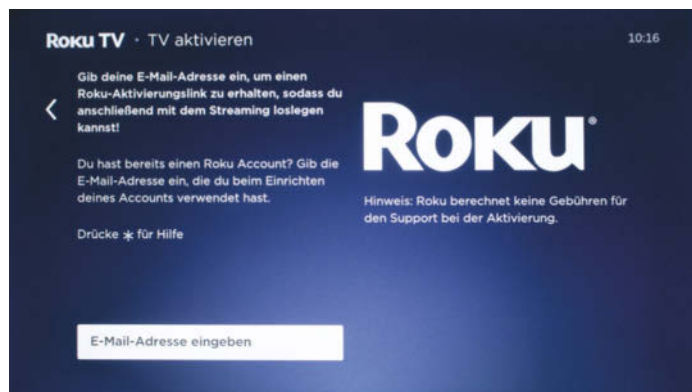 Roku TV · TV aktivieren
10:16
Gib deine E-Mail-Adresse ein, um einen
Roku-Aktivierungslink zu erhalten, sodass du
anschließend mit dem Streaming loslegen
kannst!
Du hast bereits einen Roku Account? Gib die
E-Mail-Adresse ein, die du beim Einrichten
deines Accounts verwendet hast.
Drücke * für Hilfe
E-Mail-Adresse eingeben
Roku®
Hinweis: Roku berechnet keine Gebühren für
den Support bei der Aktivierung.